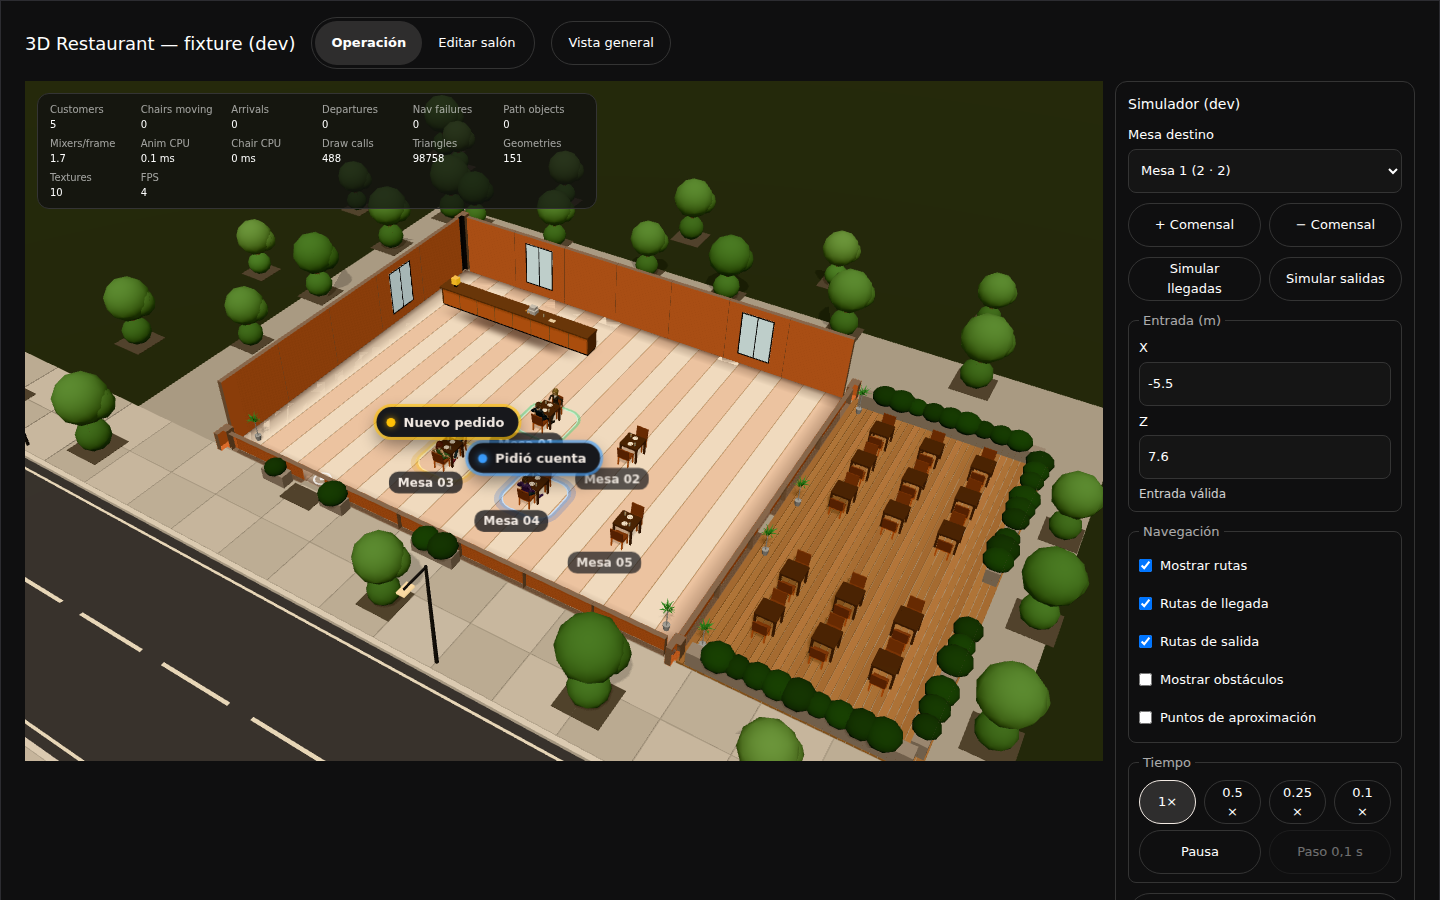 3D Restaurant — fixture (dev)
Operación
Editar salón
Vista general
Customers
Chairs moving
Arrivals
Departures
Nav failures
Path objects
5
0
0
0
0
0
Mixers/frame
Anim CPU
Chair CPU
Draw calls
Triangles
Geometries
1.7
0.1 ms
0 ms
488
98758
151
Textures
FPS
10
4
Nuevo pedido
Pidió cuenta
Mesa 03
Mesa 02
Mesa 04
Mesa 05
Simulador (dev)
Mesa destino
Mesa 1 (2 · 2)
+ Comensal
− Comensal
Simular
llegadas
Simular salidas
Entrada (m)
X
-5.5
Z
7.6
Entrada válida
Navegación
Mostrar rutas
Rutas de llegada
Rutas de salida
Mostrar obstáculos
Puntos de aproximación
Tiempo
1×
0.5
×
0.25
×
0.1
×
Pausa
Paso 0,1 s